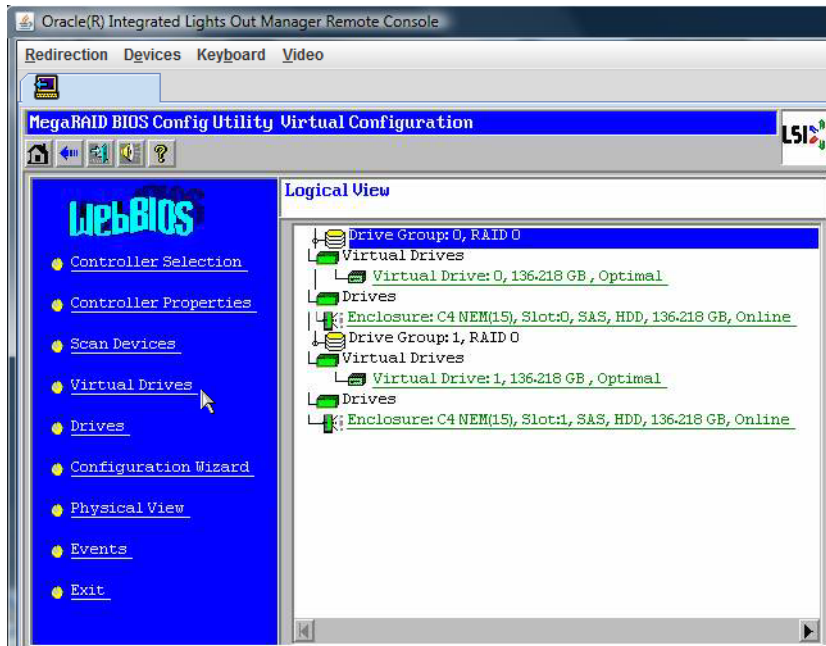 Oracle(R) Integrated Lights Out Manager Remote Console
Redirection Devices Keyboard Video
MegaRAID BIOS Config Utility Virtual Configuration
LSI
?
WebBIOS
Logical View
Controller Selection
Controller Properties
Scan Devices
Virtual Drives
Drives
Configuration Wizard
Physical View
Events
Exit
Drive Group: 0, RAID 0
Virtual Drives
Virtual Drive: 0, 136.218 GB , Optimal
Drives
Enclosure: C4 NEM(15), Slot:0, SAS, HDD, 136.218 GB, Online
Drive Group: 1, RAID 0
Virtual Drives
Virtual Drive: 1, 136.218 GB , Optimal
Drives
Enclosure: C4 NEM(15), Slot:1, SAS, HDD, 136.218 GB, Online